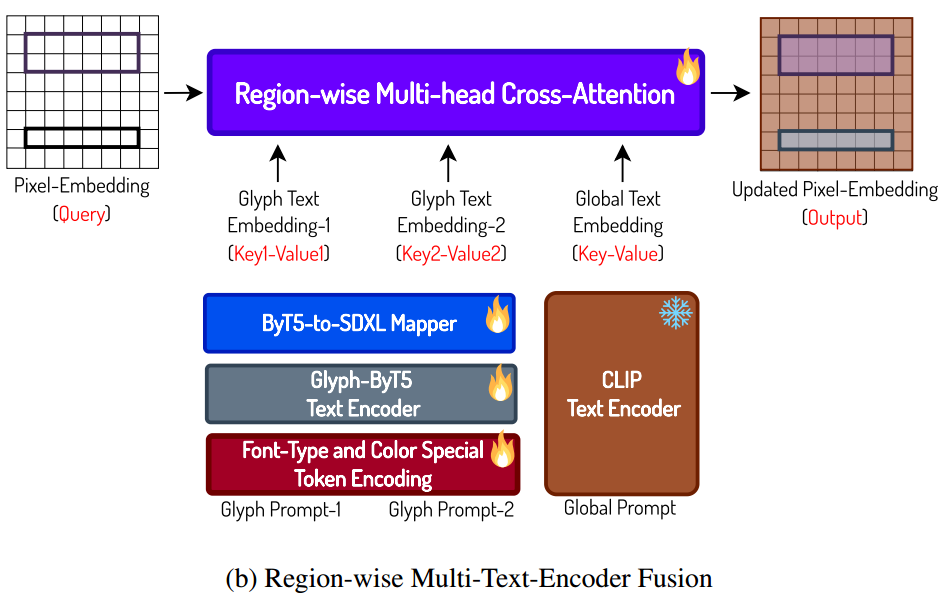 Region-wise Multi-head Cross-Attention
Pixel-Embedding
(Query)
Glyph Text
Embedding-1
(Key1-Value1)
Glyph Text
Embedding-2
(Key2-Value2)
Global Text
Embedding
(Key-Value)
Updated Pixel-Embedding
(Output)
ByT5-to-SDXL Mapper
Glyph-ByT5
Text Encoder
Font-Type and Color Special
Token Encoding
CLIP
Text Encoder
Glyph Prompt-1
Glyph Prompt-2
Global Prompt
(b) Region-wise Multi-Text-Encoder Fusion